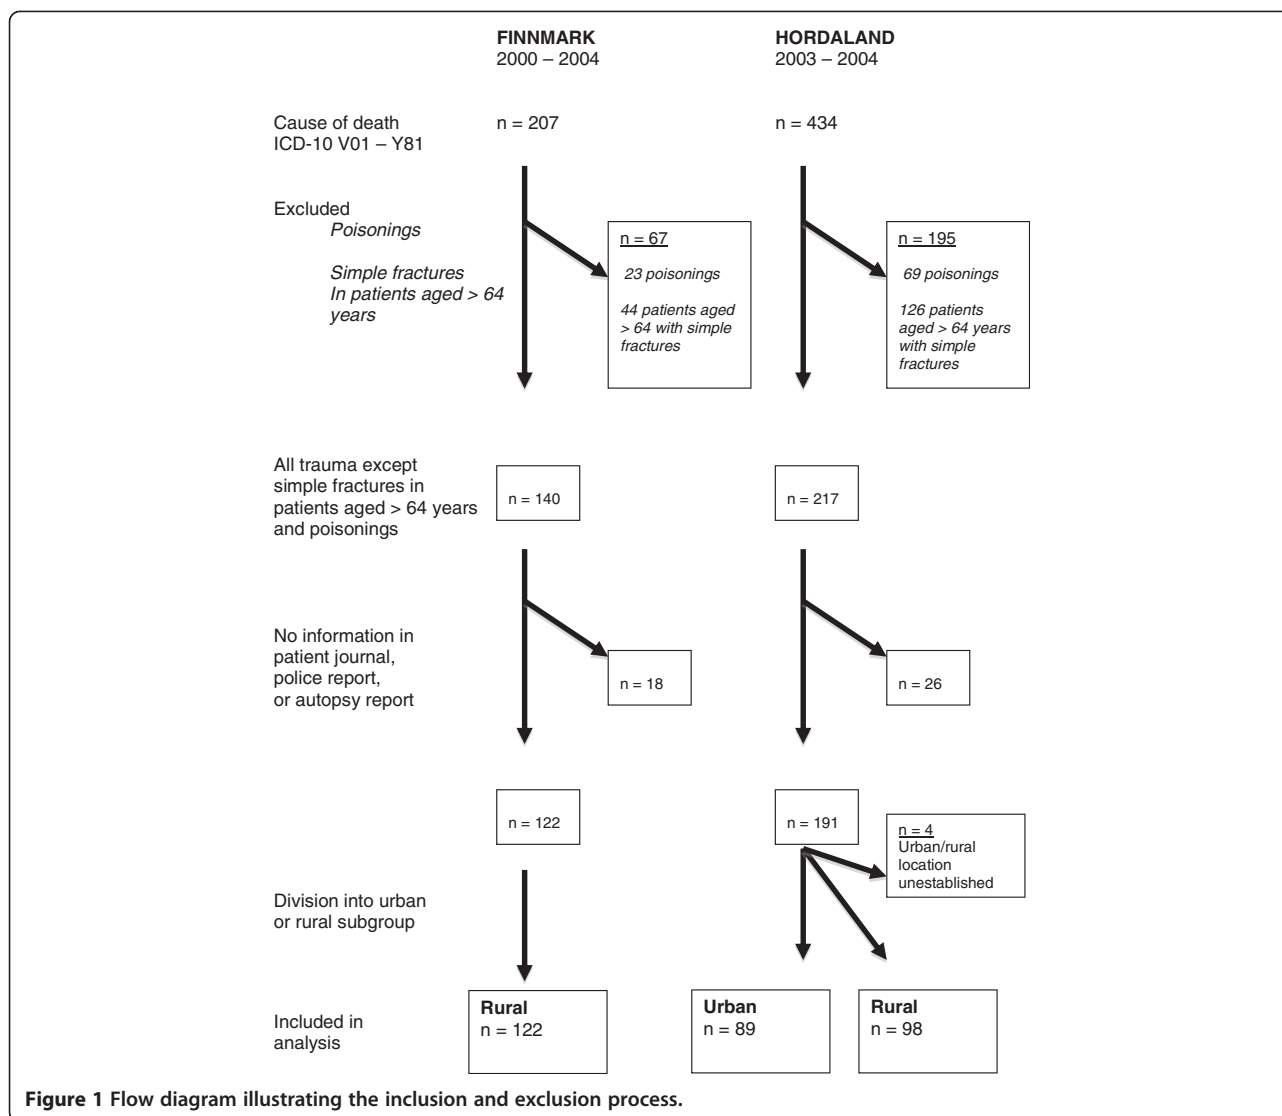 FINNMARK
2000 – 2004
HORDALAND
2003 – 2004
Cause of death
ICD-10 V01 – Y81
n = 207
n = 434
Excluded
Poisonings
Simple fractures
In patients aged > 64
years
n = 67
23 poisonings
44 patients aged
> 64 with simple
fractures
n = 195
69 poisonings
126 patients
aged > 64 years
with simple
fractures
All trauma except
simple fractures in
patients aged > 64 years
and poisonings
n = 140
n = 217
No information in
patient journal,
police report,
or autopsy report
n = 18
n = 26
n = 122
n = 191
n = 4
Urban/rural
location
unestablished
Division into urban
or rural subgroup
Included in
analysis
Rural
n = 122
Urban
n = 89
Rural
n = 98
Figure 1 Flow diagram illustrating the inclusion and exclusion process.